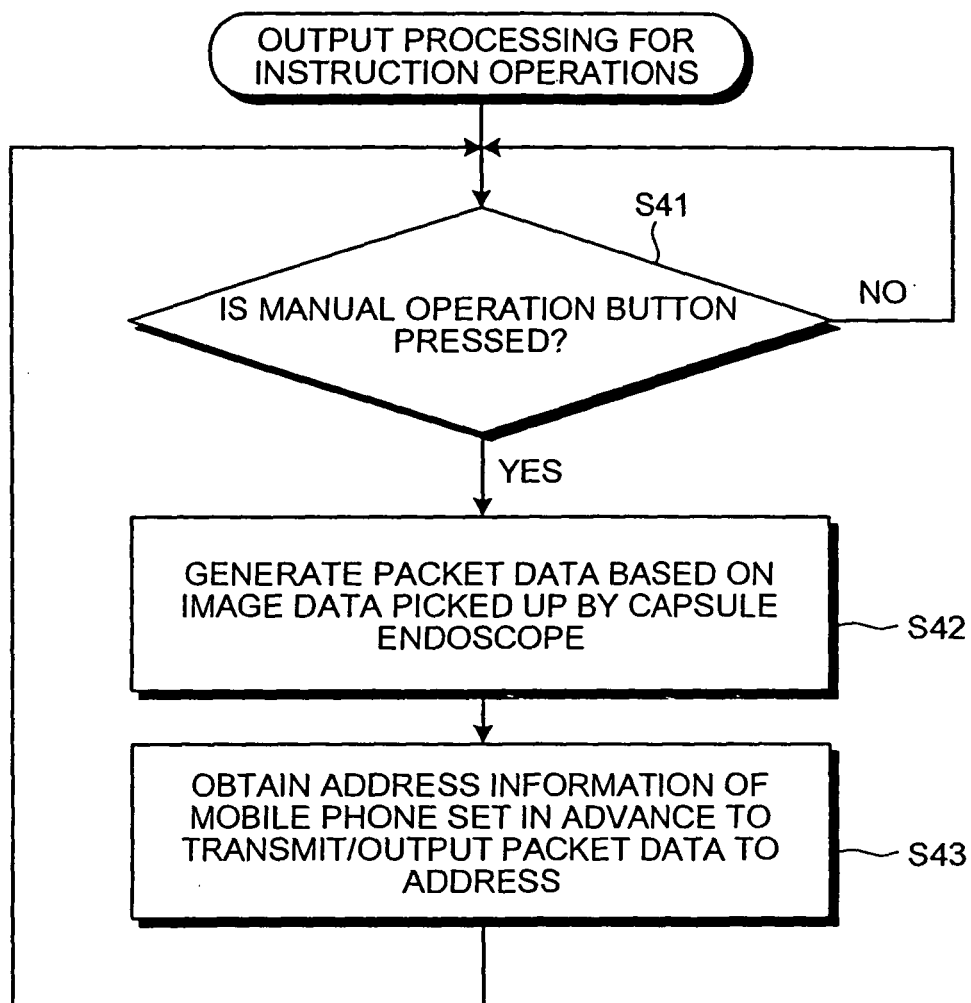 OUTPUT PROCESSING FOR
INSTRUCTION OPERATIONS
S41
IS MANUAL OPERATION BUTTON
PRESSED?
NO
YES
GENERATE PACKET DATA BASED ON
IMAGE DATA PICKED UP BY CAPSULE
ENDOSCOPE
S42
OBTAIN ADDRESS INFORMATION OF
MOBILE PHONE SET IN ADVANCE TO
TRANSMIT/OUTPUT PACKET DATA TO
ADDRESS
S43